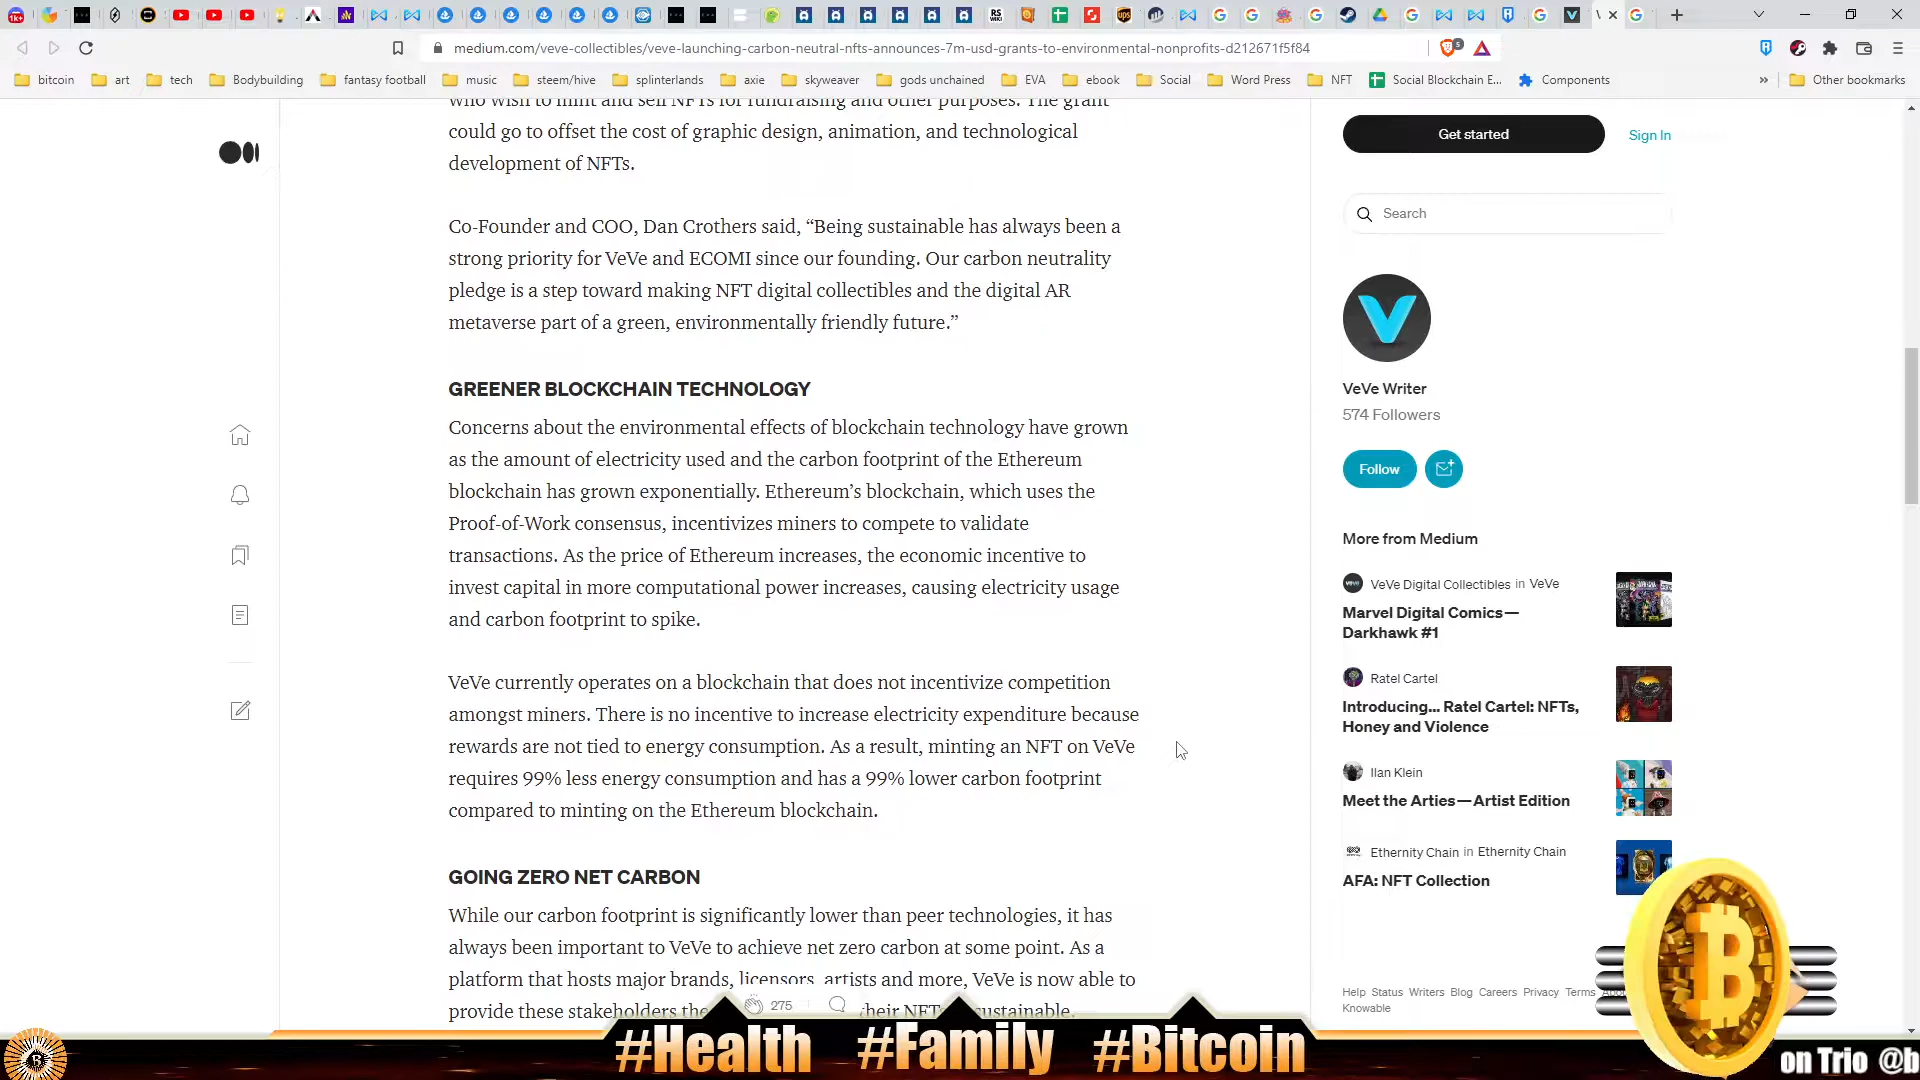 medium.com/veve-collectibles/veve-launching-carbon-neutral-nfts-announces-7m-usd-grants-to-environmental-nonprofits-d212671f5f84
bitcoin art tech Bodybuilding fantasy football music steem/hive splinterlands axie skyweaver gods unchained EVA ebook Social Word Press NFT Social Blockchain E... Components » Other bookmarks
who wish to mint and sell NFTs for fundraising and other purposes. The grant
could go to offset the cost of graphic design, animation, and technological
development of NFTs.
Co-Founder and COO, Dan Crothers said, “Being sustainable has always been a
strong priority for VeVe and ECOMI since our founding. Our carbon neutrality
pledge is a step toward making NFT digital collectibles and the digital AR
metaverse part of a green, environmentally friendly future.”
GREENER BLOCKCHAIN TECHNOLOGY
Concerns about the environmental effects of blockchain technology have grown
as the amount of electricity used and the carbon footprint of the Ethereum
blockchain has grown exponentially. Ethereum’s blockchain, which uses the
Proof-of-Work consensus, incentivizes miners to compete to validate
transactions. As the price of Ethereum increases, the economic incentive to
invest capital in more computational power increases, causing electricity usage
and carbon footprint to spike.
VeVe currently operates on a blockchain that does not incentivize competition
amongst miners. There is no incentive to increase electricity expenditure because
rewards are not tied to energy consumption. As a result, minting an NFT on VeVe
requires 99% less energy consumption and has a 99% lower carbon footprint
compared to minting on the Ethereum blockchain.
GOING ZERO NET CARBON
While our carbon footprint is significantly lower than peer technologies, it has
always been important to VeVe to achieve net zero carbon at some point. As a
platform that hosts major brands, licensors, artists and more, VeVe is now able to
provide these stakeholders the their NFT sustainable.
275
Get started
Sign In
Search
VeVe Writer
574 Followers
Follow
More from Medium
VeVe Digital Collectibles in VeVe
Marvel Digital Comics—
Darkhawk #1
Ratel Cartel
Introducing... Ratel Cartel: NFTs,
Honey and Violence
Ilan Klein
Meet the Arties—Artist Edition
Ethernity Chain in Ethernity Chain
AFA: NFT Collection
Help Status Writers Blog Careers Privacy Terms
Knowable
#Health #Family #Bitcoin
on Trio @b